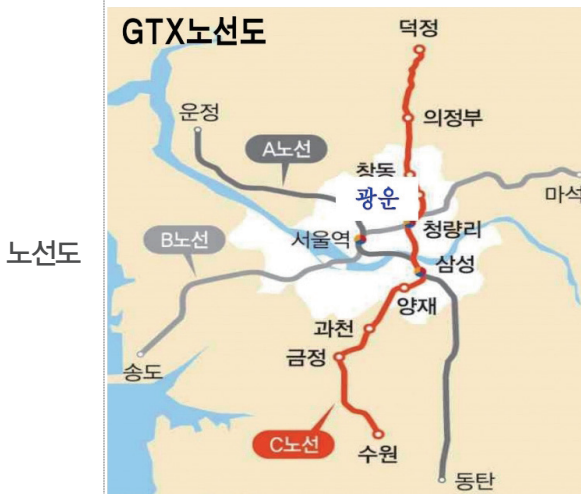 GTX노선도
덕정
운정
의정부
A노선
창동
마석
광운
청량리
B노선
서울역
노선도
삼성
양재
과천
송도
금정
C노선
수원
동탄